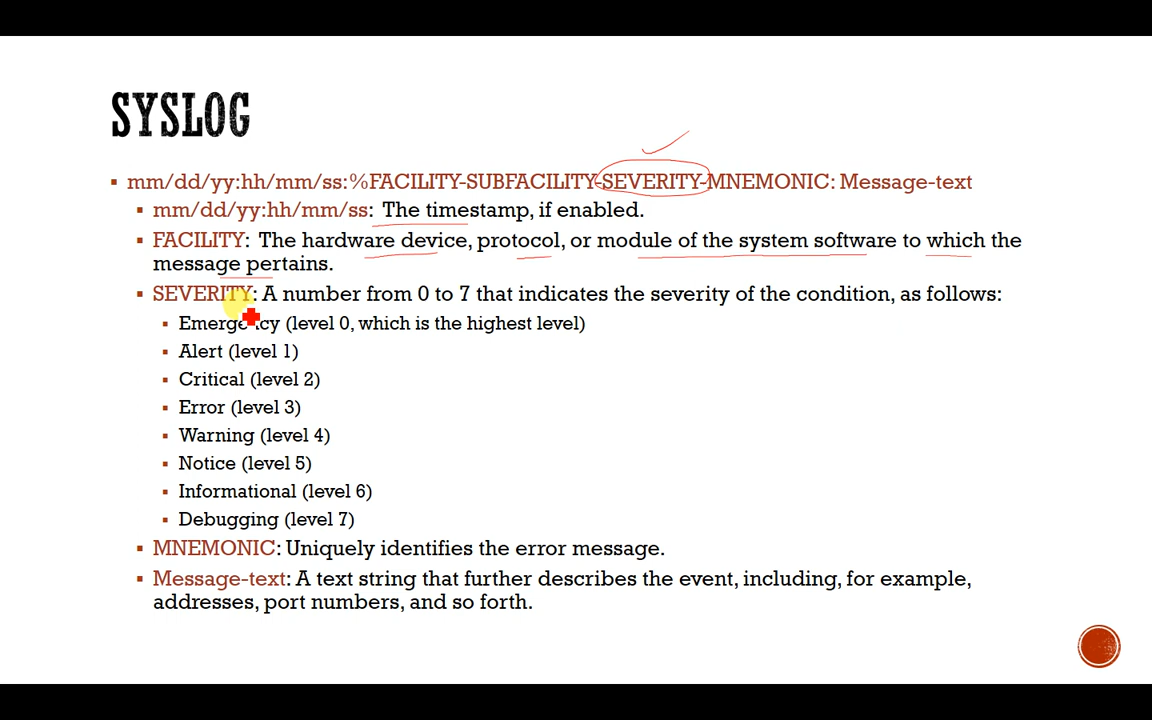 SYSLOG
mm/dd/yy:hh/mm/ss:%FACILITY-SUBFACILITY-SEVERITY-MNEMONIC: Message-text
mm/dd/yy:hh/mm/ss: The timestamp, if enabled.
FACILITY: The hardware device, protocol, or module of the system software to which the
message pertains.
SEVERITY: A number from 0 to 7 that indicates the severity of the condition, as follows:
Emergency (level 0, which is the highest level)
Alert (level 1)
Critical (level 2)
Error (level 3)
Warning (level 4)
Notice (level 5)
Informational (level 6)
Debugging (level 7)
MNEMONIC: Uniquely identifies the error message.
Message-text: A text string that further describes the event, including, for example,
addresses, port numbers, and so forth.